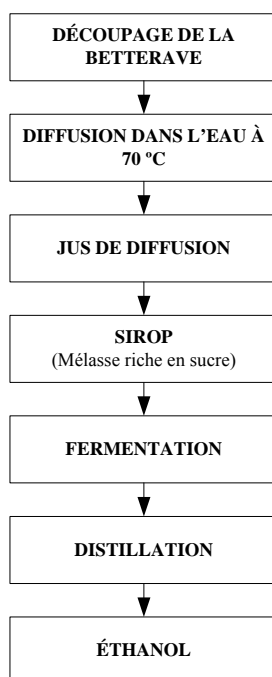 DÉCOUPAGE DE LA
BETTERAVE
DIFFUSION DANS L'EAU À
70 ºC
JUS DE DIFFUSION
SIROP
(Mélasse riche en sucre)
FERMENTATION
DISTILLATION
ÉTHANOL